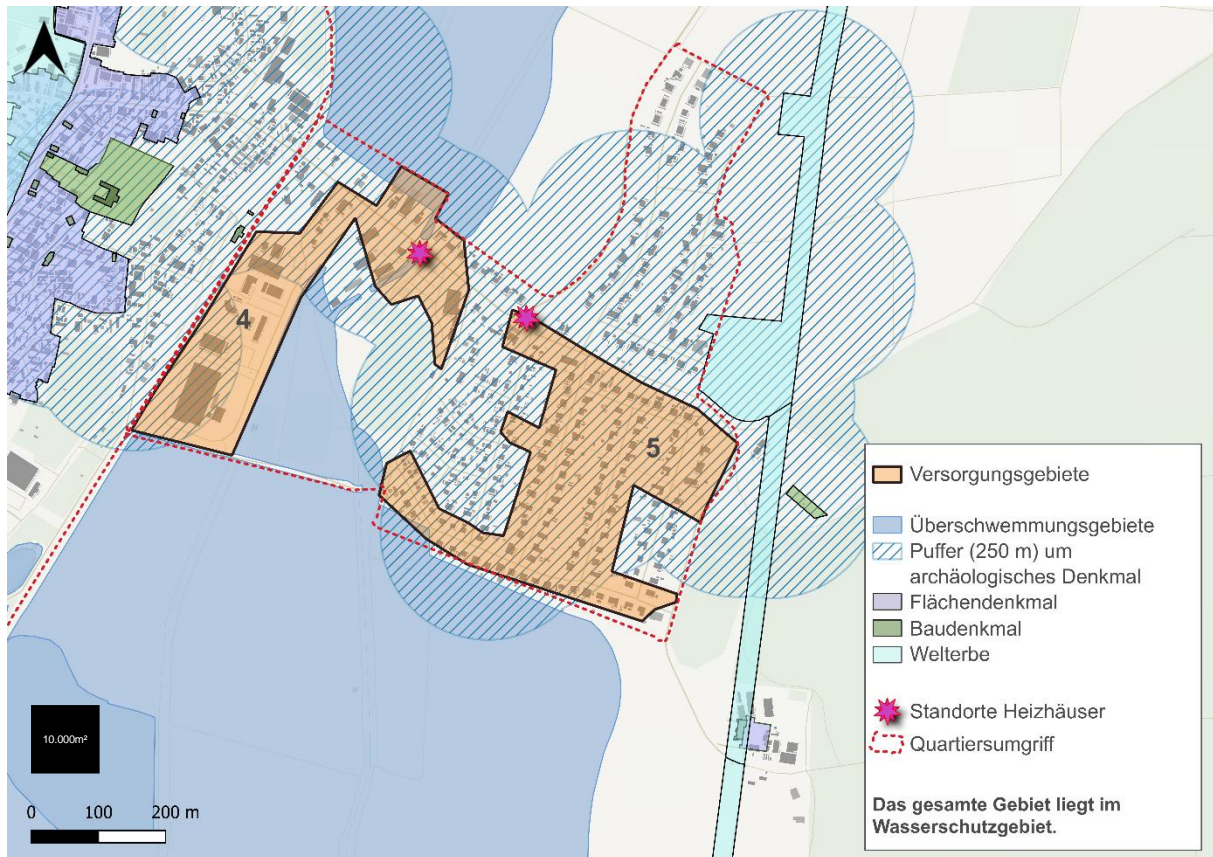 4
5
Versorgungsgebiete
Überschwemmungsgebiete
Puffer (250 m) um
archäologisches Denkmal
Flächendenkmal
Baudenkmal
Welterbe
Standorte Heizhäuser
Quartiersumgriff
Das gesamte Gebiet liegt im
Wasserschutzgebiet.
10.000m²
0 100 200 m